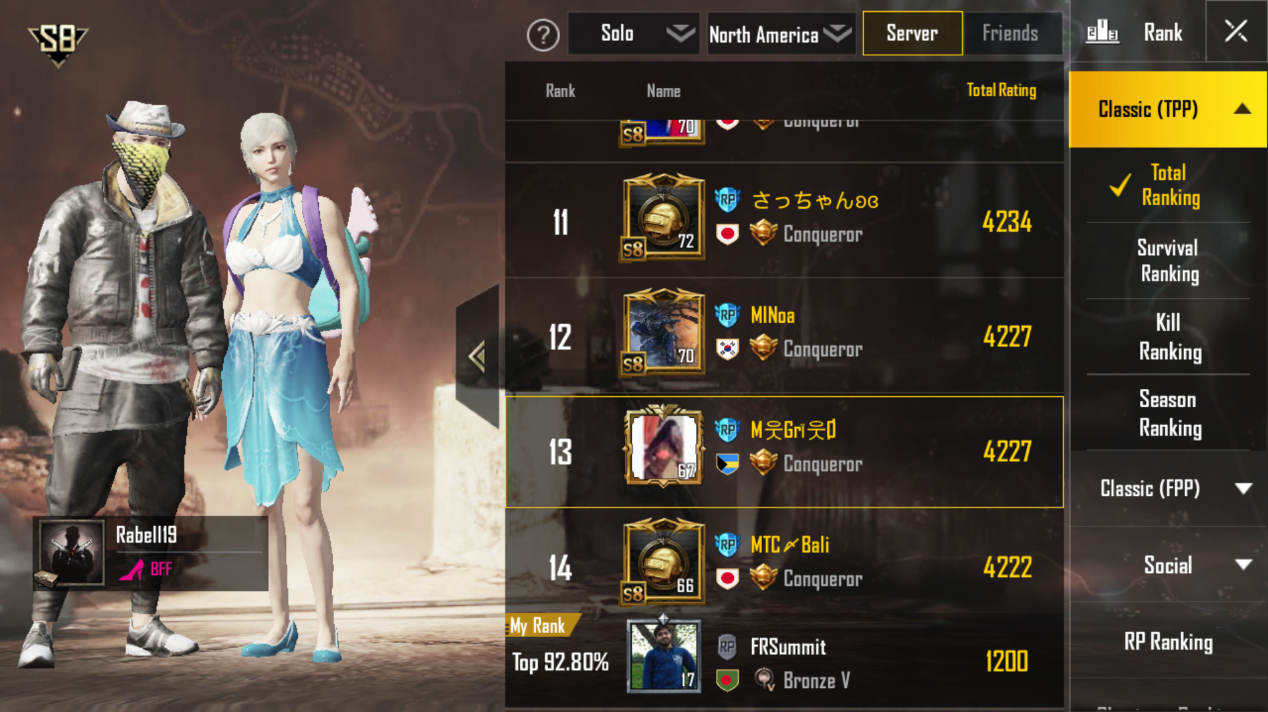 S8
?
Solo
North America
Server
Friends
Rank
Rank
Name
Total Rating
Classic (TPP)
S8
70
Conqueror
11
S8
72
RP
さっちゃんʚɞ
Conqueror
4234
12
S8
70
RP
MINoa
Conqueror
4227
13
67
RP
M웃Gri웃D
Conqueror
4227
14
S8
66
RP
MTC〆Bali
Conqueror
4222
My Rank
Top 92.80%
17
RP
FRSummit
Bronze V
1200
Rabell19
BFF
Total
Ranking
Survival
Ranking
Kill
Ranking
Season
Ranking
Classic (FPP)
Social
RP Ranking